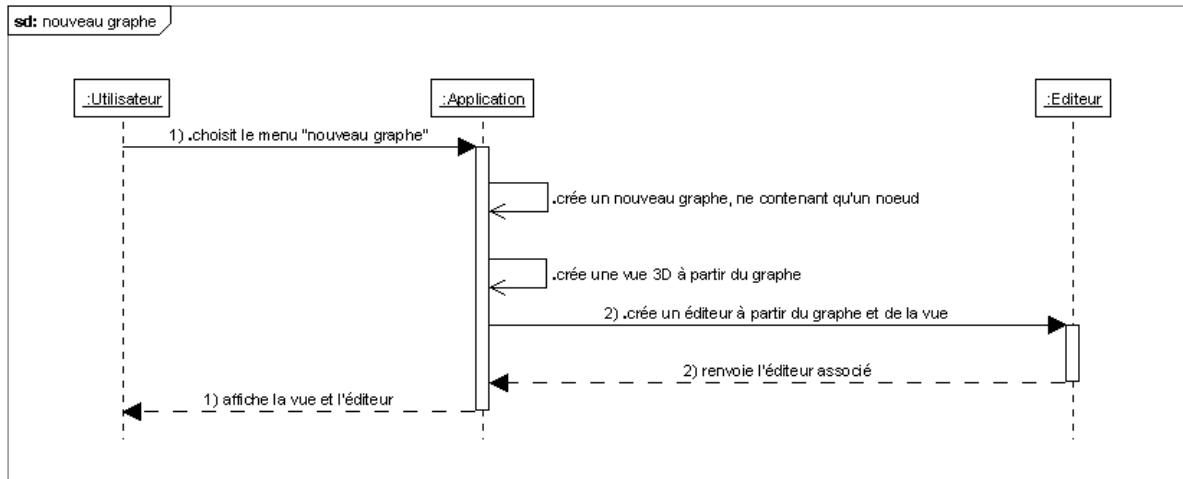 sd: nouveau graphe
:Utilisateur
:Application
:Editeur
1) .choisit le menu "nouveau graphe"
.crée un nouveau graphe, ne contenant qu'un noeud
.crée une vue 3D à partir du graphe
2) .crée un éditeur à partir du graphe et de la vue
2) renvoie l'éditeur associé
1) affiche la vue et l'éditeur